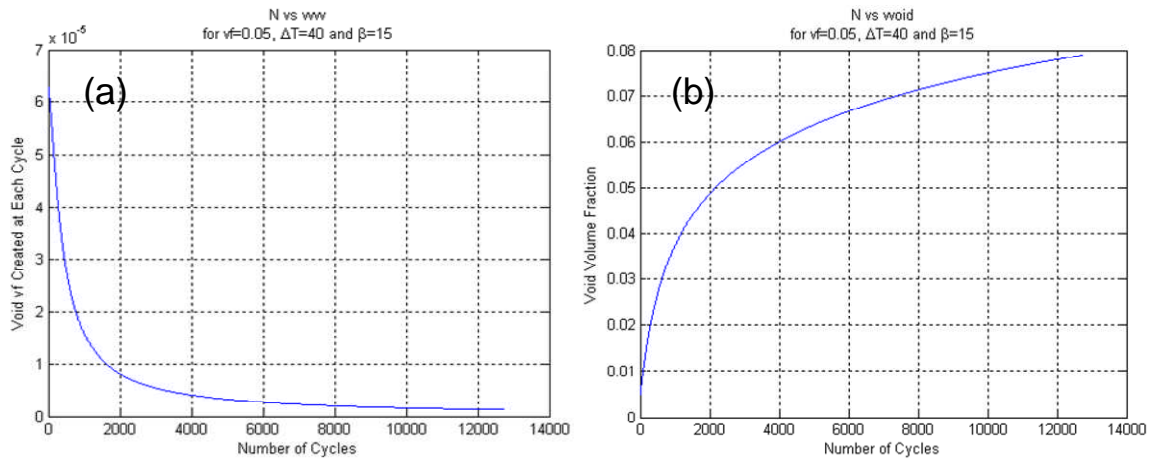 N vs vvv
for vf=0.05, ΔT=40 and β=15
x 10⁻⁵
(a)
7
6
5
4
3
2
1
0
0 2000 4000 6000 8000 10000 12000 14000
Number of Cycles
Void vf Created at Each Cycle
N vs vvoid
for vf=0.05, ΔT=40 and β=15
(b)
0.08
0.07
0.06
0.05
0.04
0.03
0.02
0.01
0
0 2000 4000 6000 8000 10000 12000 14000
Number of Cycles
Void Volume Fraction